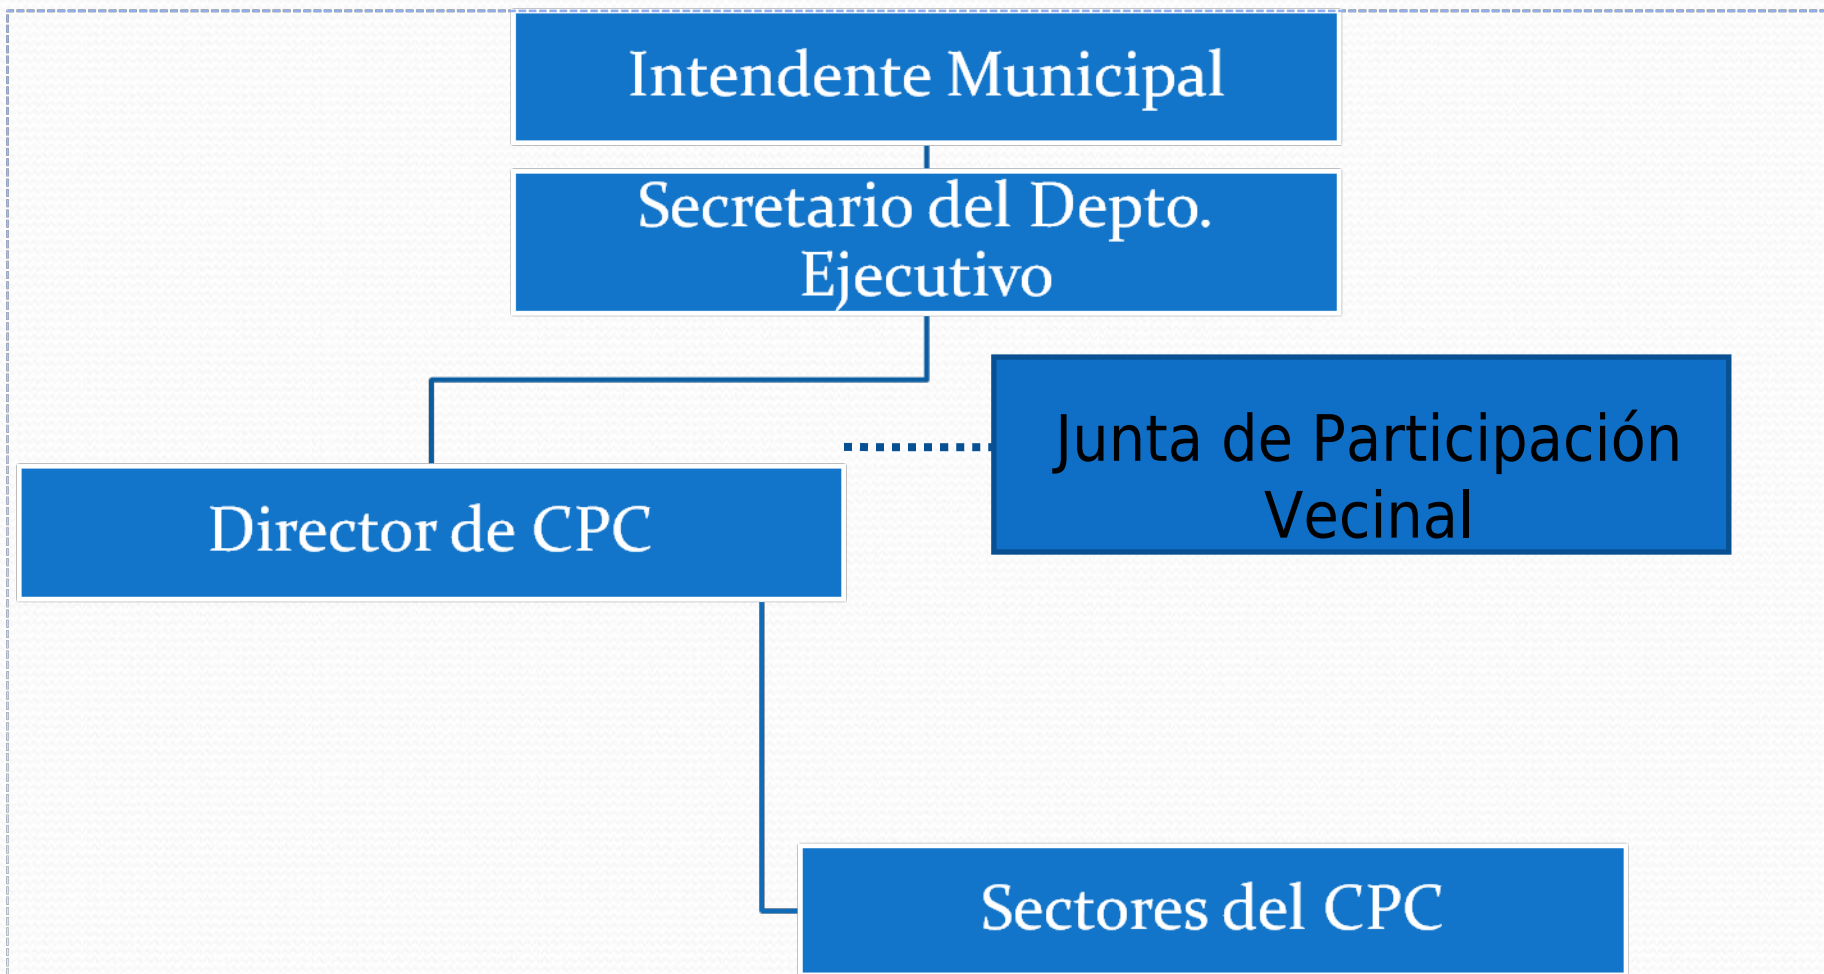 Intendente Municipal
Secretario del Depto.
Ejecutivo
Junta de Participación
Vecinal
Director de CPC
Sectores del CPC